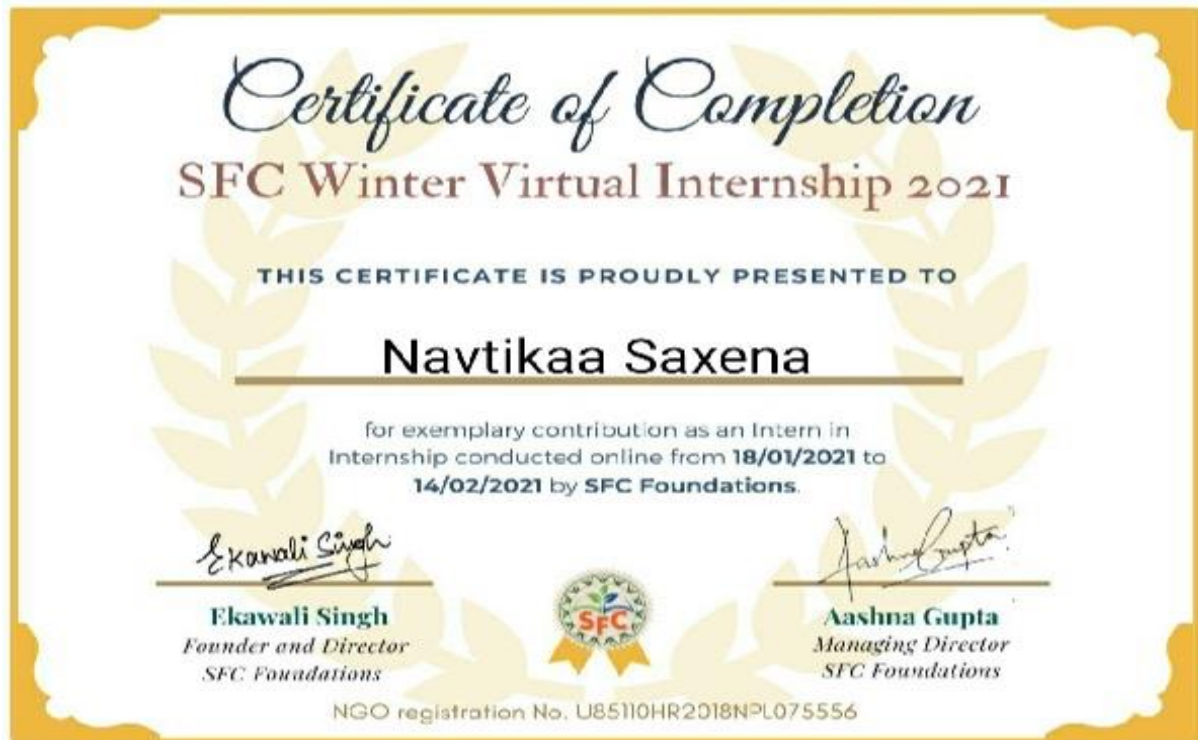 Certificate of Completion
SFC Winter Virtual Internship 2021
THIS CERTIFICATE IS PROUDLY PRESENTED TO
Navtikaa Saxena
for exemplary contribution as an Intern in
Internship conducted online from 18/01/2021 to
14/02/2021 by SFC Foundations.
Ekawali Singh
Aashna Gupta
Ekawali Singh
Aashna Gupta
Founder and Director
Managing Director
SFC Foundations
SFC Foundations
SFC
NGO registration No. U85110HR2018NPL075556